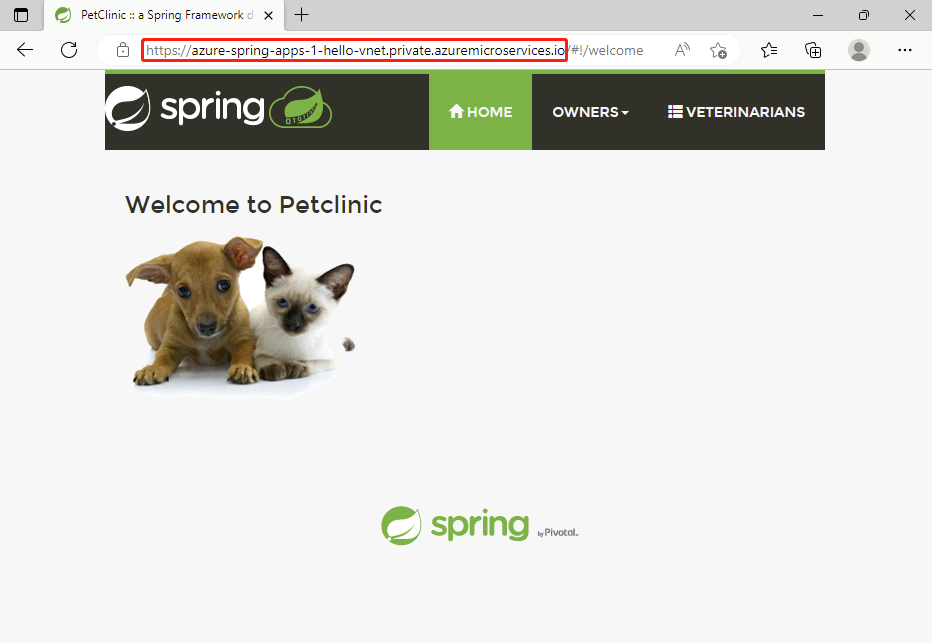 PetClinic :: a Spring Framework d
https://azure-spring-apps-1-hello-vnet.private.azuremicroservices.io/#!/welcome
spring
HOME
OWNERS
VETERINARIANS
Welcome to Petclinic
spring by Pivotal.